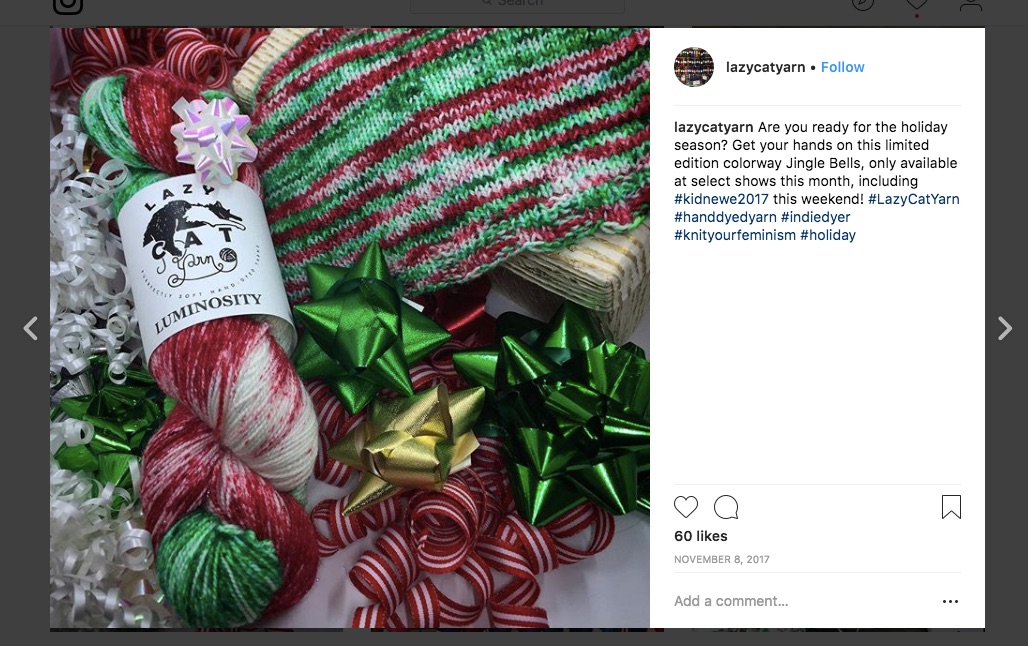 Search
lazycatyarn • Follow
lazycatyarn Are you ready for the holiday
season? Get your hands on this limited
edition colorway Jingle Bells, only available
at select shows this month, including
#kidnewe2017 this weekend! #LazyCatYarn
#handdyedyarn #indiedyer
#knityourfeminism #holiday
LAZY
CAT
Yarn
PURRFECTLY SOFT HAND-DYED YARNS
LUMINOSITY
60 likes
NOVEMBER 8, 2017
Add a comment...